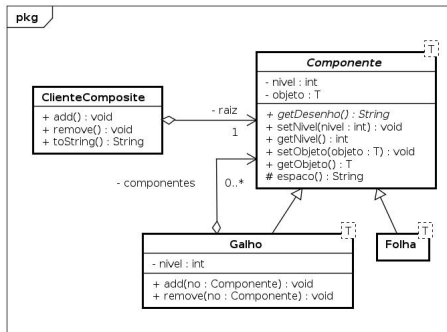 pkg
ClienteComposite
+ add() : void
+ remove() : void
+ toString() : String
- raiz
1
Componente
T
- nivel : int
- objeto : T
+ getDesenho() : String
+ setNivel(nivel : int) : void
+ getNivel() : int
+ setObjeto(objeto : T) : void
+ getObjeto() : T
# espaco() : String
- componentes
0..*
Galho
T
- nivel : int
+ add(no : Componente) : void
+ remove(no : Componente) : void
Folha
T